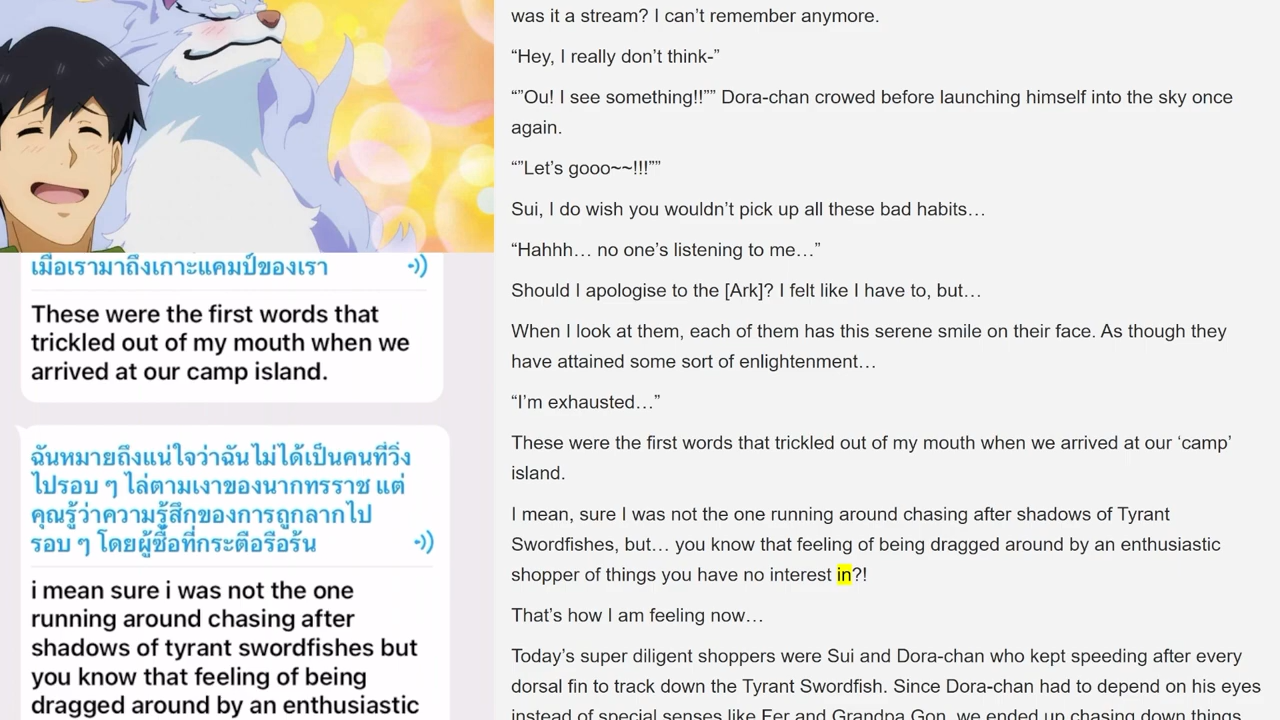 เมื่อเรามาถึงเกาะแคมป์ของเรา
These were the first words that
trickled out of my mouth when we
arrived at our camp island.
ฉันหมายถึงแน่ใจว่าฉันไม่ได้เป็นคนที่วิ่ง
ไปรอบ ๆ ไล่ตามเงาของนากทรราช แต่
คุณรู้ว่าความรู้สึกของการถูกลากไป
รอบ ๆ โดยผู้ซื้อที่กระตือรือร้น
i mean sure i was not the one
running around chasing after
shadows of tyrant swordfishes but
you know that feeling of being
dragged around by an enthusiastic
was it a stream? I can’t remember anymore.
“Hey, I really don’t think-”
“”Ou! I see something!!”” Dora-chan crowed before launching himself into the sky once
again.
“”Let’s gooo~~!!!””
Sui, I do wish you wouldn’t pick up all these bad habits…
“Hahhh… no one’s listening to me…”
Should I apologise to the [Ark]? I felt like I have to, but…
When I look at them, each of them has this serene smile on their face. As though they
have attained some sort of enlightenment…
“I’m exhausted…”
These were the first words that trickled out of my mouth when we arrived at our ‘camp’
island.
I mean, sure I was not the one running around chasing after shadows of Tyrant
Swordfishes, but… you know that feeling of being dragged around by an enthusiastic
shopper of things you have no interest in?!
That’s how I am feeling now…
Today’s super diligent shoppers were Sui and Dora-chan who kept speeding after every
dorsal fin to track down the Tyrant Swordfish. Since Dora-chan had to depend on his eyes
instead of special senses like Fer and Grandpa Gon, we ended up chasing down things